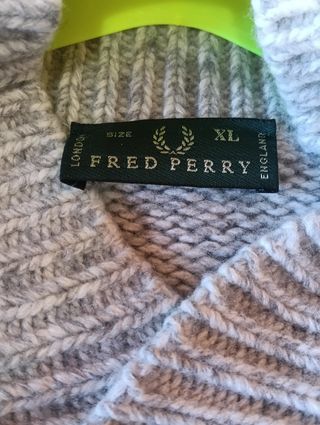 LONDON
SIZE XL
FRED PERRY
ENGLAND